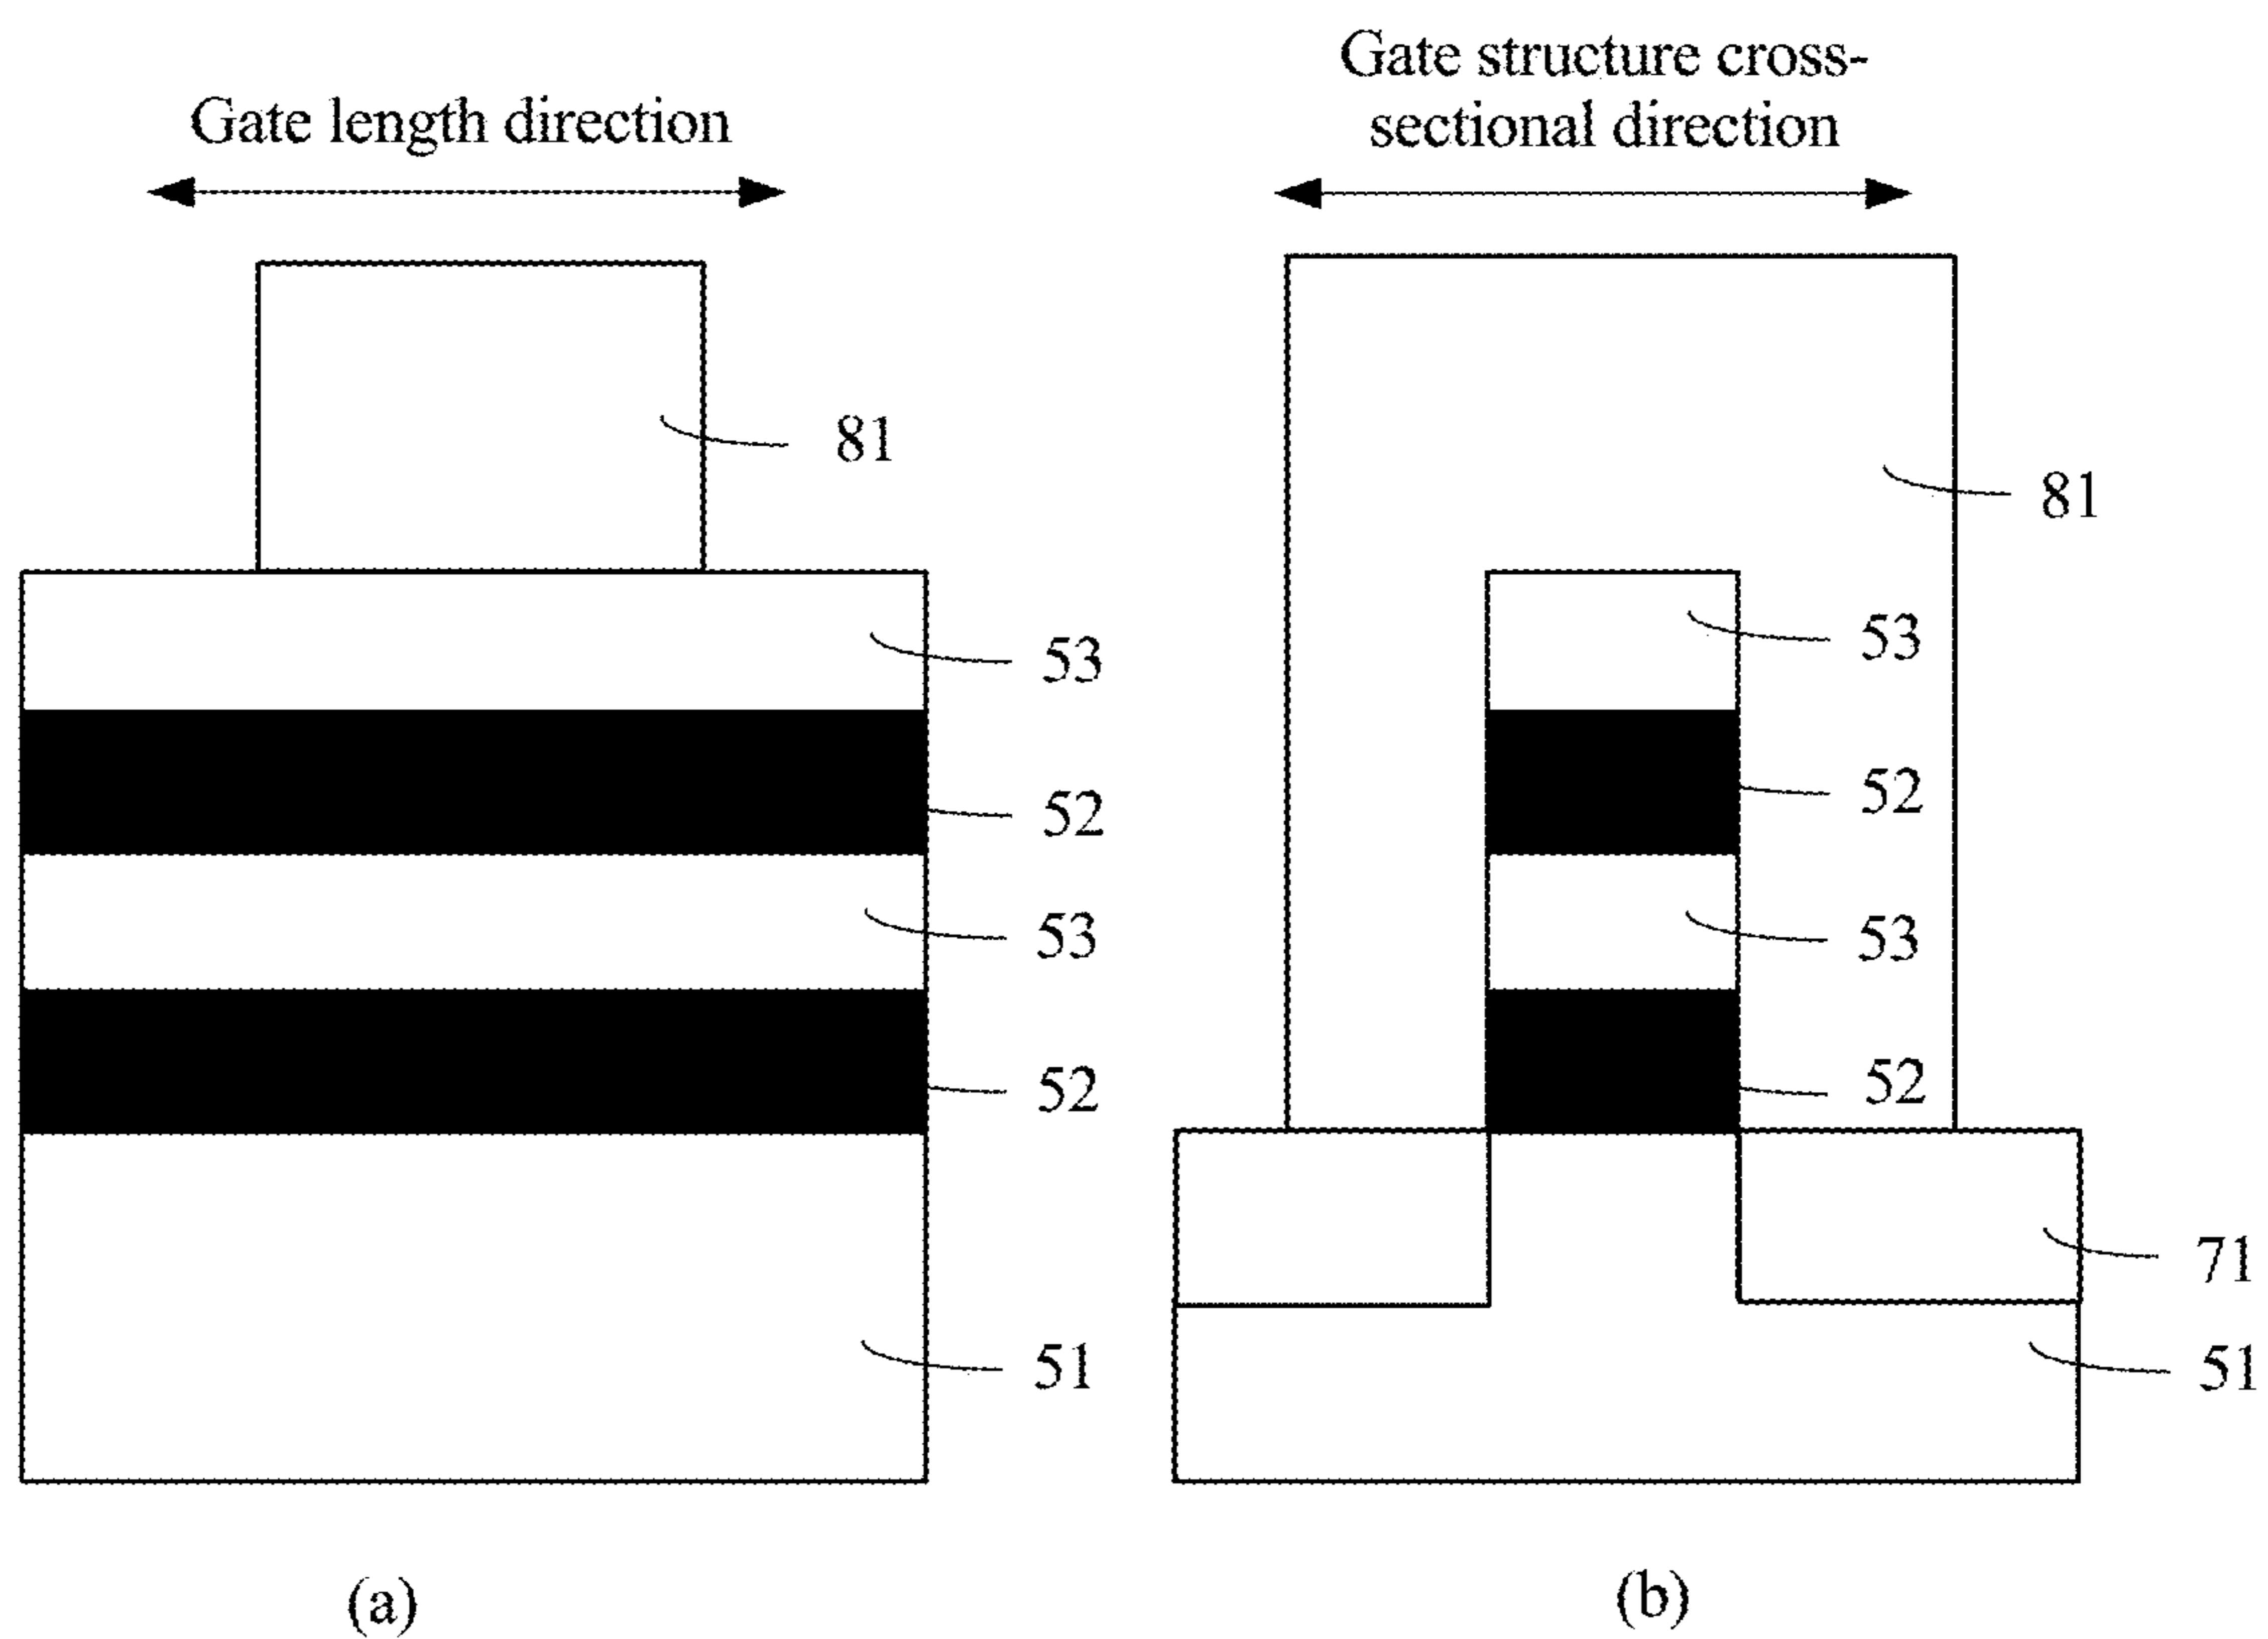 Gate length direction
81
53
52
53
52
51
(a)
Gate structure cross-
sectional direction
81
53
52
53
52
71
51
(b)